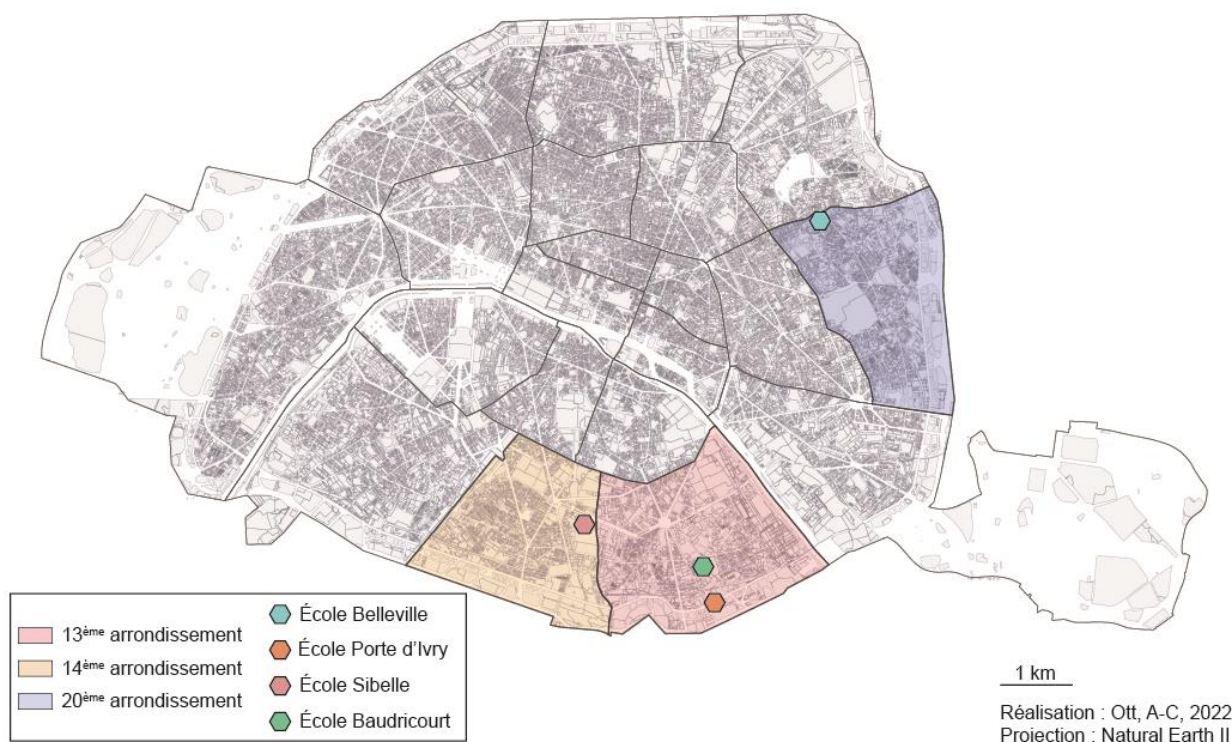 13ème arrondissement
14ème arrondissement
20ème arrondissement
École Belleville
École Porte d'Ivry
École Sibelle
École Baudricourt
1 km
Réalisation : Ott, A-C, 2022
Projection : Natural Earth II